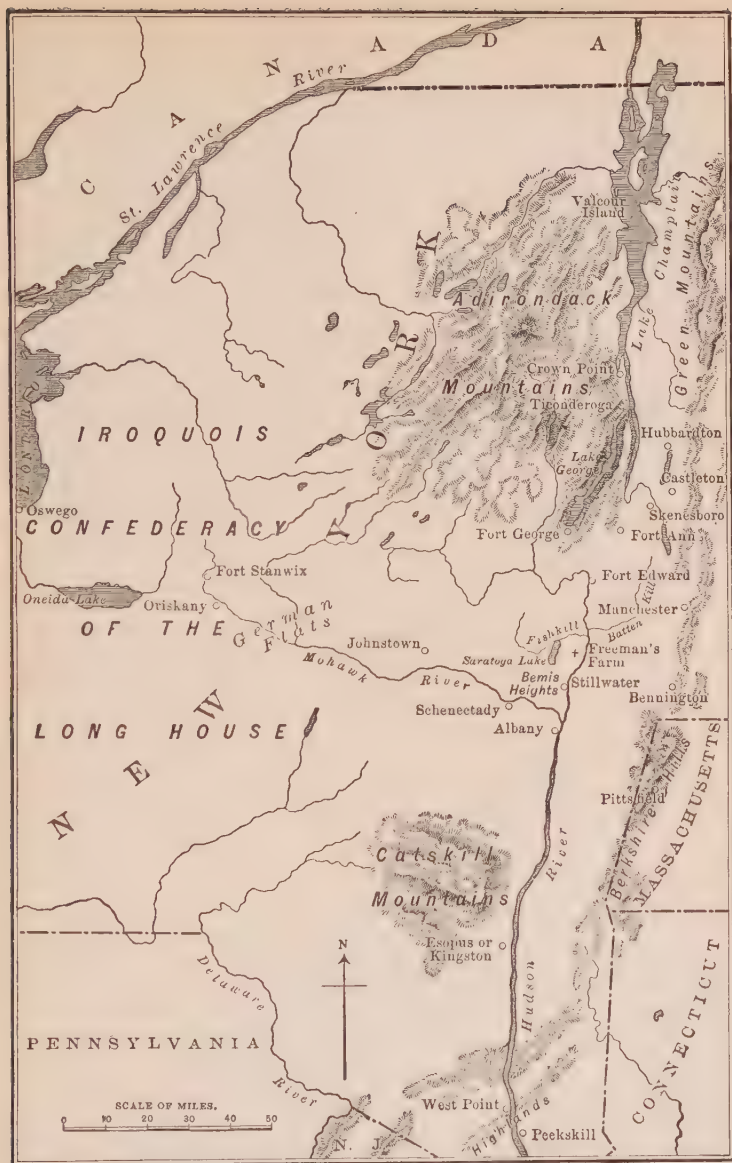 CANADA
St. Lawrence River
NEW YORK
Valcour Island
Lake Champlain
Green Mountains
Adirondack Mountains
Crown Point
Ticonderoga
Lake George
Hubbardton
Castleton
Skenesboro
Fort George
Fort Ann
L. ONTARIO
Oswego
IROQUOIS
CONFEDERACY
OF THE
LONG HOUSE
Fort Stanwix
Oneida Lake
Oriskany
German Flats
Johnstown
Mohawk River
Fort Edward
Manchester
Batten Kill
Fishkill
Saratoga Lake
Freeman's Farm
Bemis Heights
Stillwater
Bennington
Schenectady
Albany
Pittsfield
Berkshire Hills
MASSACHUSETTS
Catskill
Mountains
Esopus or
Kingston
N
Hudson River
Delaware River
PENNSYLVANIA
CONNECTICUT
SCALE OF MILES.
0 10 20 30 40 50
West Point
Highlands
Peekskill
N. J.